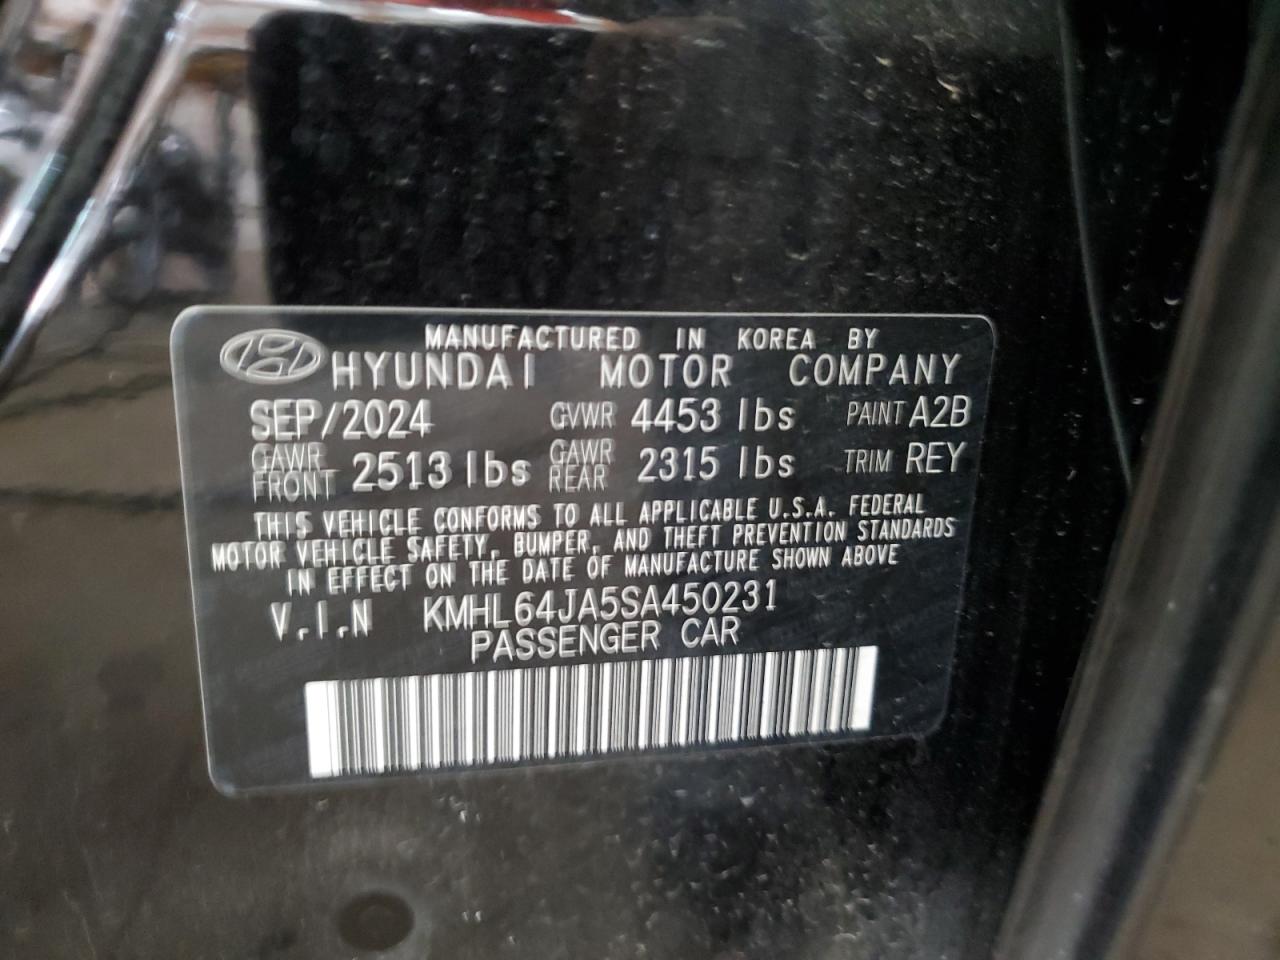 MANUFACTURED IN KOREA BY
HYUNDAI MOTOR COMPANY
SEP/2024 GVWR 4453 lbs PAINT A2B
GAWR FRONT 2513 lbs GAWR REAR 2315 lbs TRIM REY
THIS VEHICLE CONFORMS TO ALL APPLICABLE U.S.A. FEDERAL
MOTOR VEHICLE SAFETY, BUMPER, AND THEFT PREVENTION STANDARDS
IN EFFECT ON THE DATE OF MANUFACTURE SHOWN ABOVE
V.I.N KMHL64JA5SA450231
PASSENGER CAR